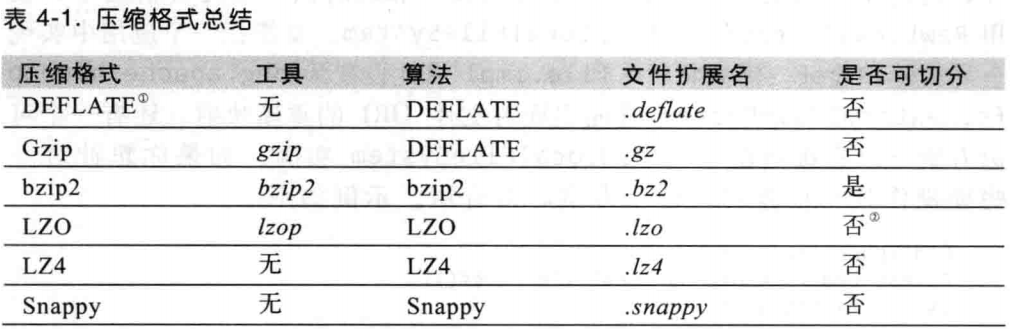 表 4-1. 压缩格式总结
压缩格式 工具 算法 文件扩展名 是否可切分
DEFLATE① 无 DEFLATE .deflate 否
Gzip gzip DEFLATE .gz 否
bzip2 bzip2 bzip2 .bz2 是
LZO lzop LZO .lzo 否②
LZ4 无 LZ4 .lz4 否
Snappy 无 Snappy .snappy 否